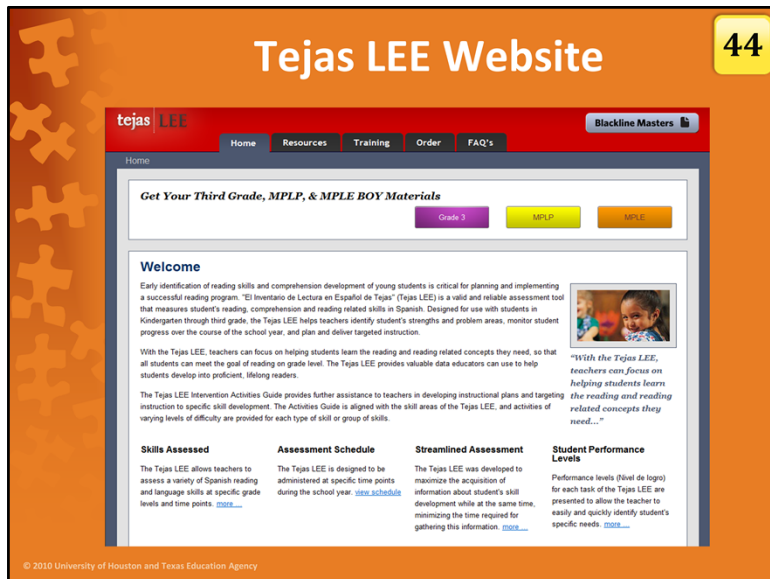 Tejas LEE Website
44
tejas LEE
Blackline Masters
Home Resources Training Order FAQ's
Home
Get Your Third Grade, MPLP, & MPLE BOY Materials
Grade 3 MPLP MPLE
Welcome
Early identification of reading skills and comprehension development of young students is critical for planning and implementing
a successful reading program. "El Inventario de Lectura en Español de Tejas" (Tejas LEE) is a valid and reliable assessment tool
that measures student's reading, comprehension and reading related skills in Spanish. Designed for use with students in
Kindergarten through third grade, the Tejas LEE helps teachers identify student's strengths and problem areas, monitor student
progress over the course of the school year, and plan and deliver targeted instruction.
With the Tejas LEE, teachers can focus on helping students learn the reading and reading related concepts they need, so that
all students can meet the goal of reading on grade level. The Tejas LEE provides valuable data educators can use to help
students develop into proficient, lifelong readers.
The Tejas LEE Intervention Activities Guide provides further assistance to teachers in developing instructional plans and targeting
instruction to specific skill development. The Activities Guide is aligned with the skill areas of the Tejas LEE, and activities of
varying levels of difficulty are provided for each type of skill or group of skills.
"With the Tejas LEE,
teachers can focus on
helping students learn
the reading and reading
related concepts they
need..."
Skills Assessed
The Tejas LEE allows teachers to
assess a variety of Spanish reading
and language skills at specific grade
levels and time points. more....
Assessment Schedule
The Tejas LEE is designed to be
administered at specific time points
during the school year. view schedule
Streamlined Assessment
The Tejas LEE was developed to
maximize the acquisition of
information about student's skill
development while at the same time,
minimizing the time required for
gathering this information. more....
Student Performance
Levels
Performance levels (Nivel de logro)
for each task of the Tejas LEE are
presented to allow the teacher to
easily and quickly identify student's
specific needs. more....
© 2010 University of Houston and Texas Education Agency